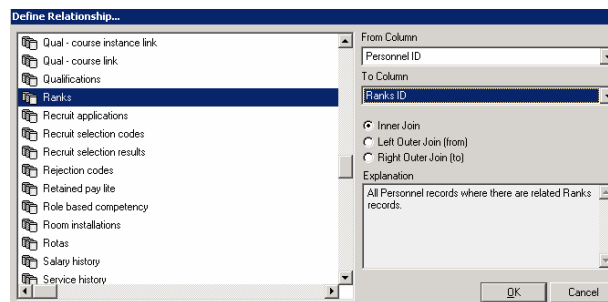 Define Relationship...
Qual - course instance link
Qual - course link
Qualifications
Ranks
Recruit applications
Recruit selection codes
Recruit selection results
Rejection codes
Retained pay lite
Role based competency
Room installations
Rotas
Salary history
Service history
From Column
Personnel ID
To Column
Ranks ID
Inner Join
Left Outer Join (from)
Right Outer Join (to)
Explanation
All Personnel records where there are related Ranks
records.
OK
Cancel